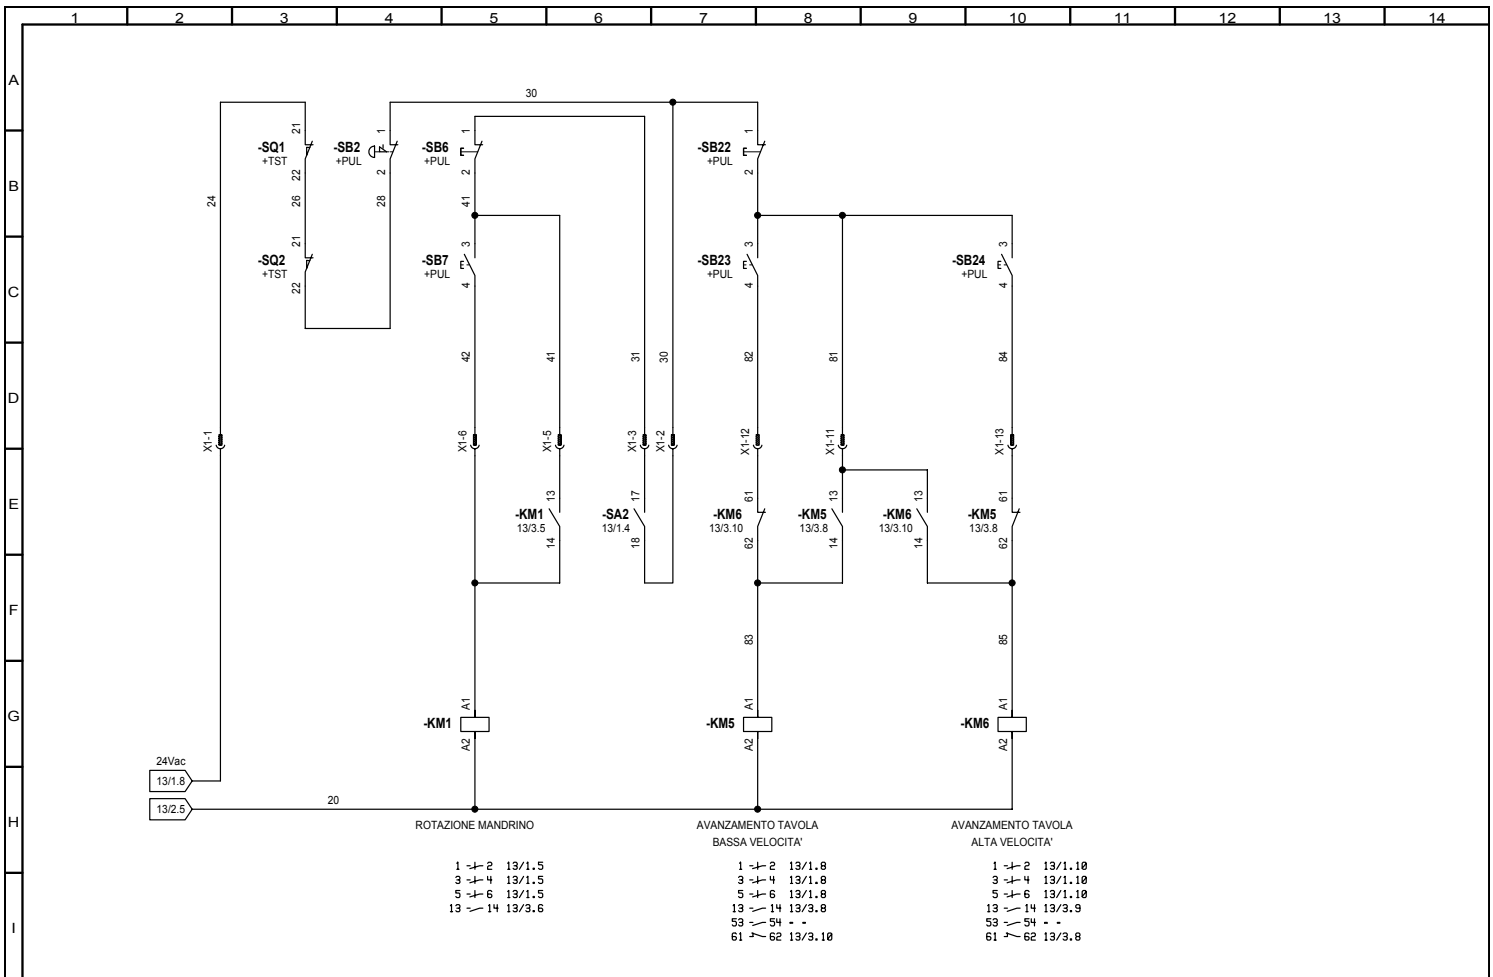 1 2 3 4 5 6 7 8 9 10 11 12 13 14
A
30
21 1 1 1
-SQ1 -SB2 -SB6 -SB22
+TST +PUL +PUL +PUL
22 2 2 2
B
24 26 28 41
21 3 3 3
-SQ2 -SB7 -SB23 -SB24
+TST +PUL +PUL +PUL
22 4 4 4
C
42 41 31 30 82 81 84
D
X1-1 X1-6 X1-5 X1-3 X1-2 X1-12 X1-11 X1-13
13 17 61 13 13 61
E
-KM1 -SA2 -KM6 -KM5 -KM6 -KM5
13/3.5 13/1.4 13/3.10 13/3.8 13/3.10 13/3.8
14 18 62 14 14 62
F
83 85
A1 A1 A1
G
-KM1 -KM5 -KM6
A2 A2 A2
24Vac
13/1.8
20
13/2.5
H
ROTAZIONE MANDRINO AVANZAMENTO TAVOLA AVANZAMENTO TAVOLA
BASSA VELOCITA' ALTA VELOCITA'
1 2 13/1.5 1 2 13/1.8 1 2 13/1.10
3 4 13/1.5 3 4 13/1.8 3 4 13/1.10
5 6 13/1.5 5 6 13/1.8 5 6 13/1.10
13 14 13/3.6 13 14 13/3.8 13 14 13/3.9
I
53 54 - - 53 54 - -
61 62 13/3.10 61 62 13/3.8